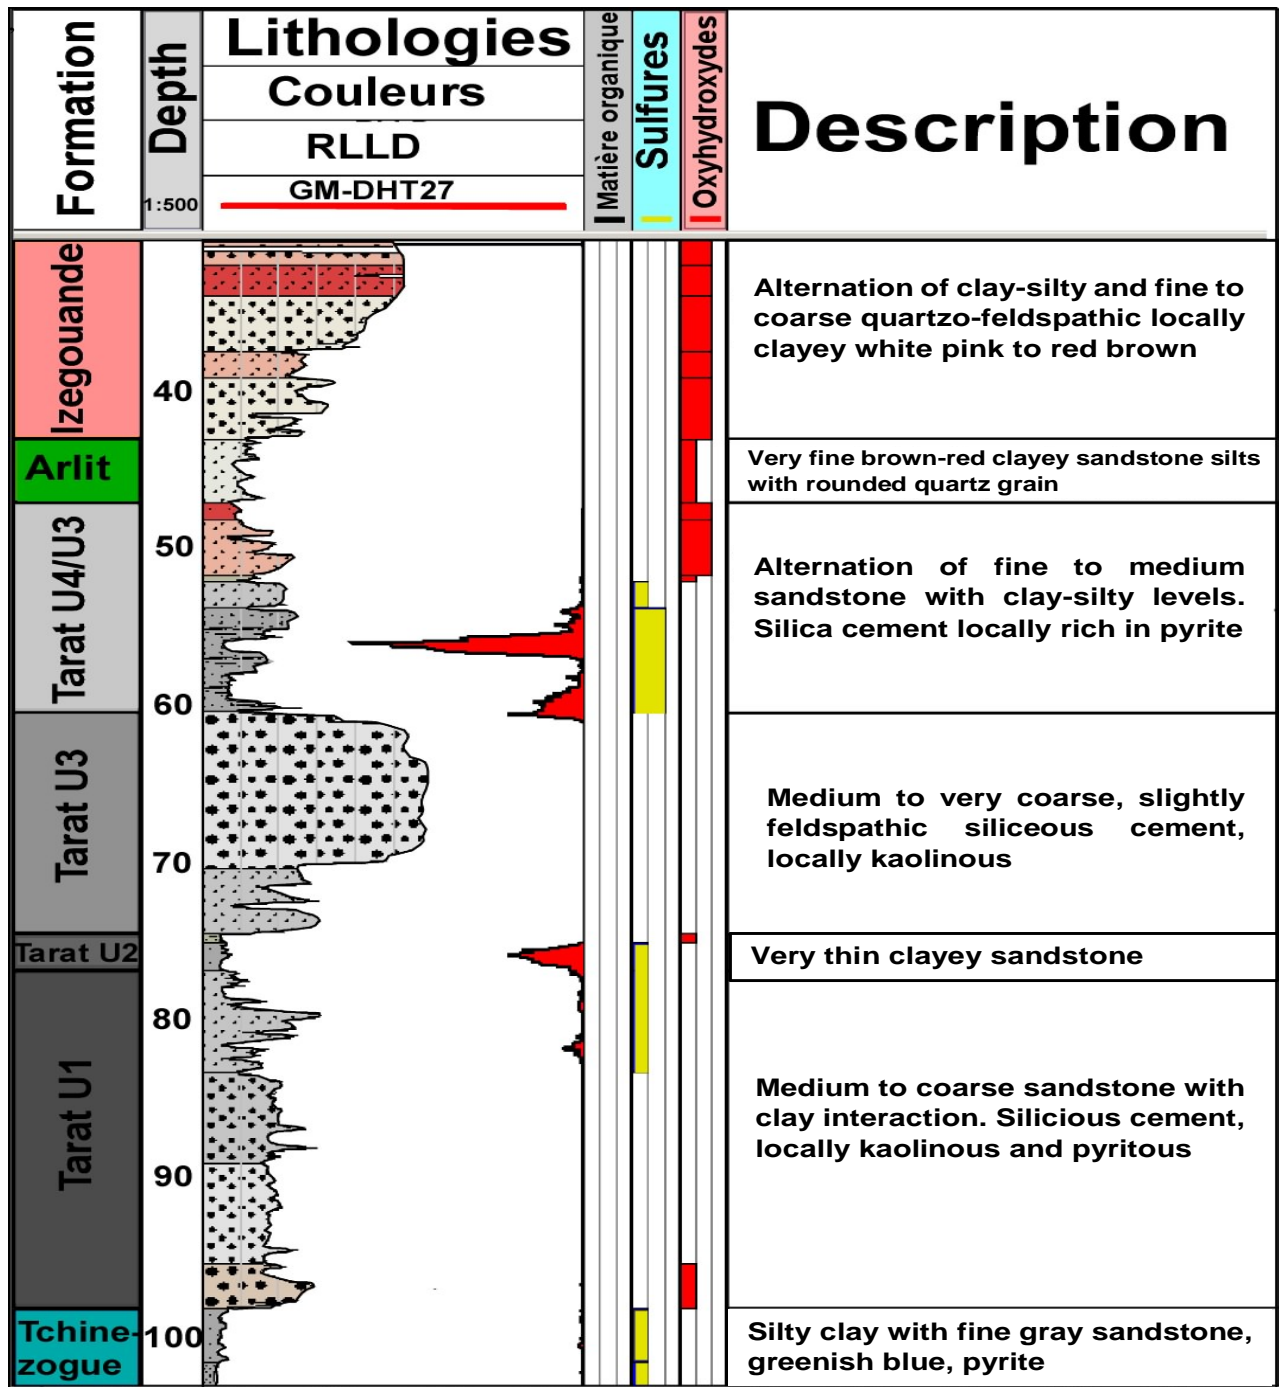 Formation
Depth
1:500
Lithologies
Couleurs
RLLD
GM-DHT27
Matière organique
Sulfures
Oxyhydroxydes
Description
Izegouande
Alternation of clay-silty and fine to
coarse quartzo-feldspathic locally
clayey white pink to red brown
40
Arlit
Very fine brown-red clayey sandstone silts
with rounded quartz grain
Tarat U4/U3
50
Alternation of fine to medium
sandstone with clay-silty levels.
Silica cement locally rich in pyrite
60
Tarat U3
Medium to very coarse, slightly
feldspathic siliceous cement,
locally kaolinous
70
Tarat U2
Very thin clayey sandstone
80
Tarat U1
Medium to coarse sandstone with
clay interaction. Silicious cement,
locally kaolinous and pyritous
90
Tchine-
zogue
100
Silty clay with fine gray sandstone,
greenish blue, pyrite